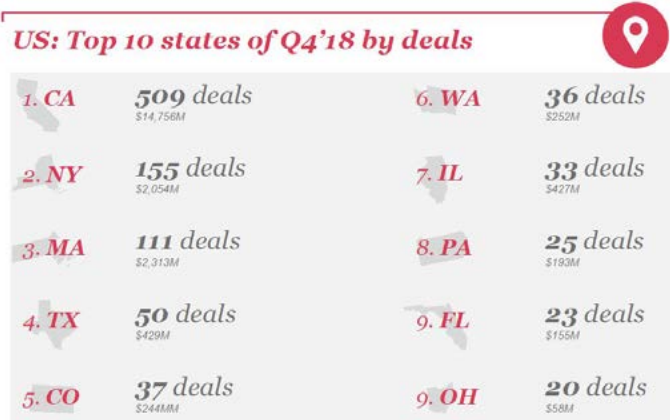 US: Top 10 states of Q4'18 by deals
1. CA
509 deals
$14,756M
2. NY
155 deals
$2,054M
3. MA
111 deals
$2,313M
4. TX
50 deals
$429M
5. CO
37 deals
$244MM
6. WA
36 deals
$252M
7. IL
33 deals
$427M
8. PA
25 deals
$193M
9. FL
23 deals
$155M
9. OH
20 deals
$58M